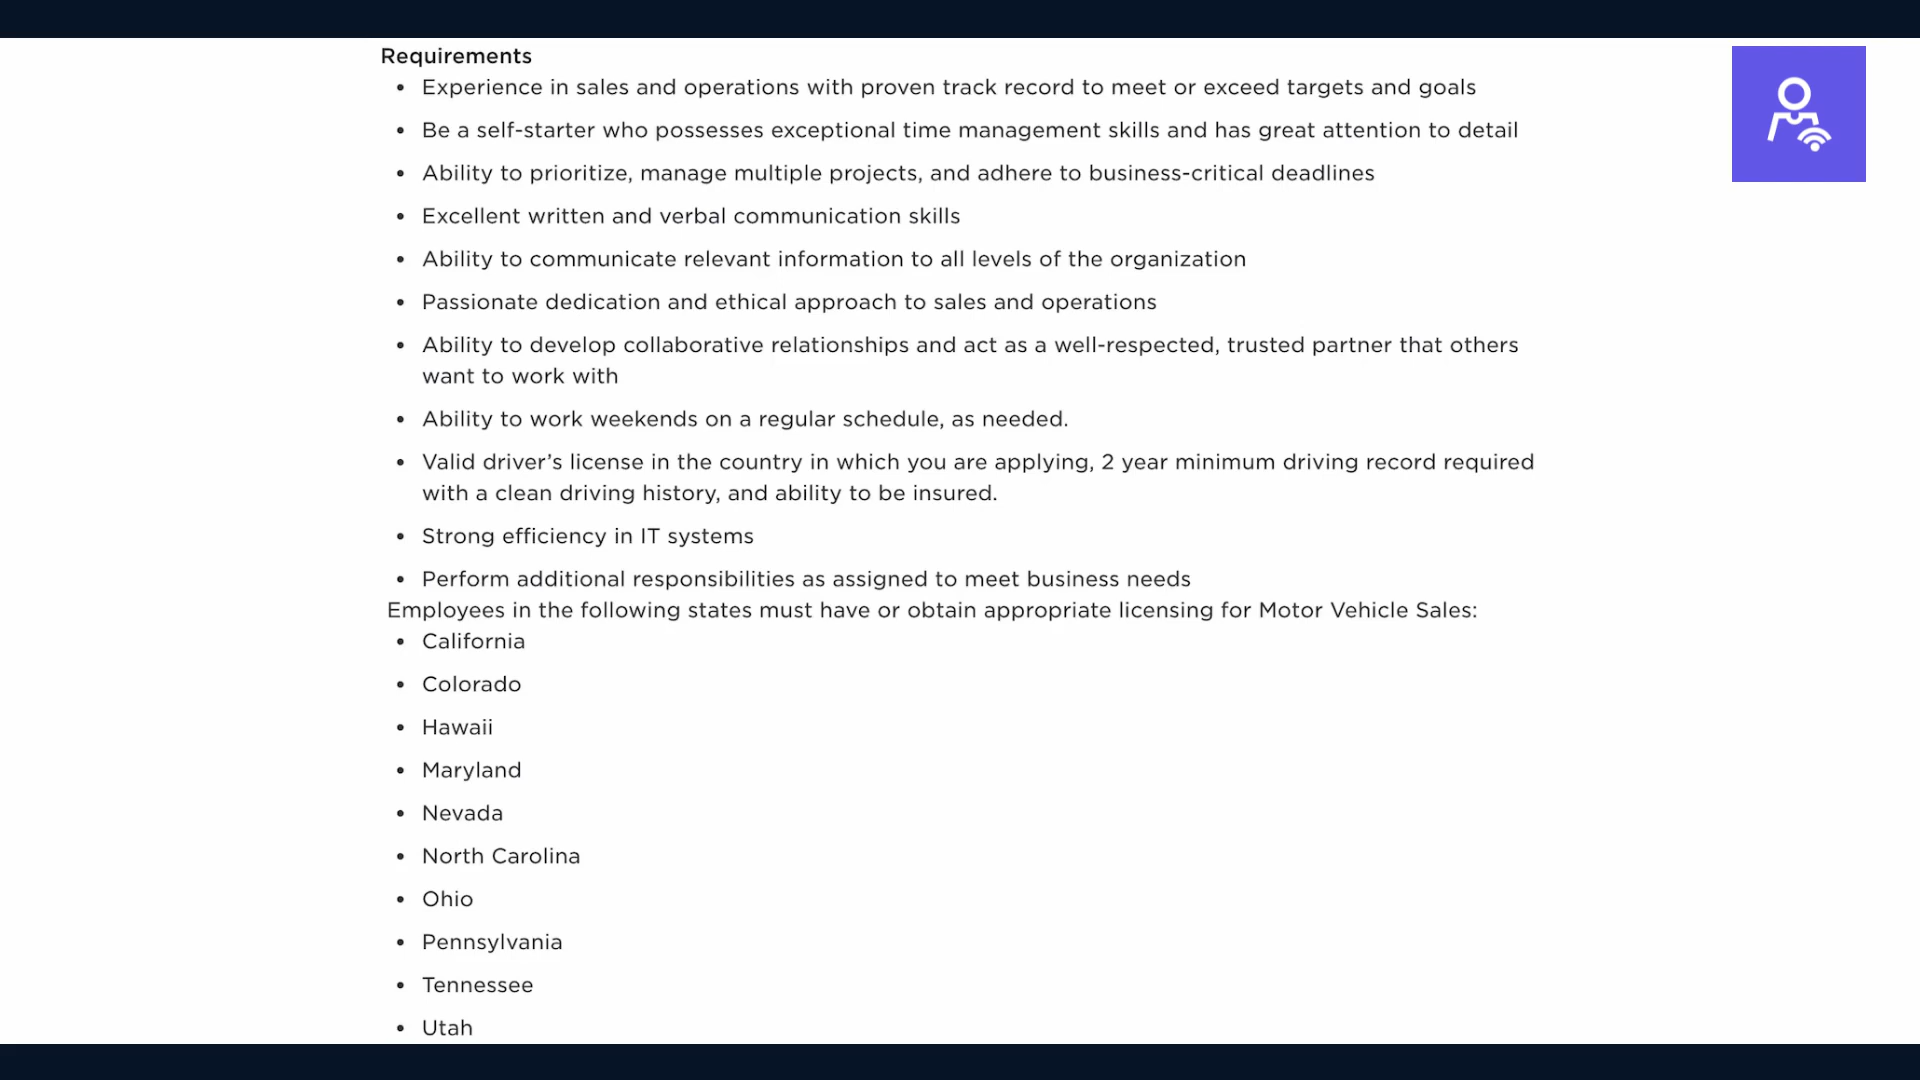 Requirements
• Experience in sales and operations with proven track record to meet or exceed targets and goals
• Be a self-starter who possesses exceptional time management skills and has great attention to detail
• Ability to prioritize, manage multiple projects, and adhere to business-critical deadlines
• Excellent written and verbal communication skills
• Ability to communicate relevant information to all levels of the organization
• Passionate dedication and ethical approach to sales and operations
• Ability to develop collaborative relationships and act as a well-respected, trusted partner that others
want to work with
• Ability to work weekends on a regular schedule, as needed.
• Valid driver’s license in the country in which you are applying, 2 year minimum driving record required
with a clean driving history, and ability to be insured.
• Strong efficiency in IT systems
• Perform additional responsibilities as assigned to meet business needs
Employees in the following states must have or obtain appropriate licensing for Motor Vehicle Sales:
• California
• Colorado
• Hawaii
• Maryland
• Nevada
• North Carolina
• Ohio
• Pennsylvania
• Tennessee
• Utah